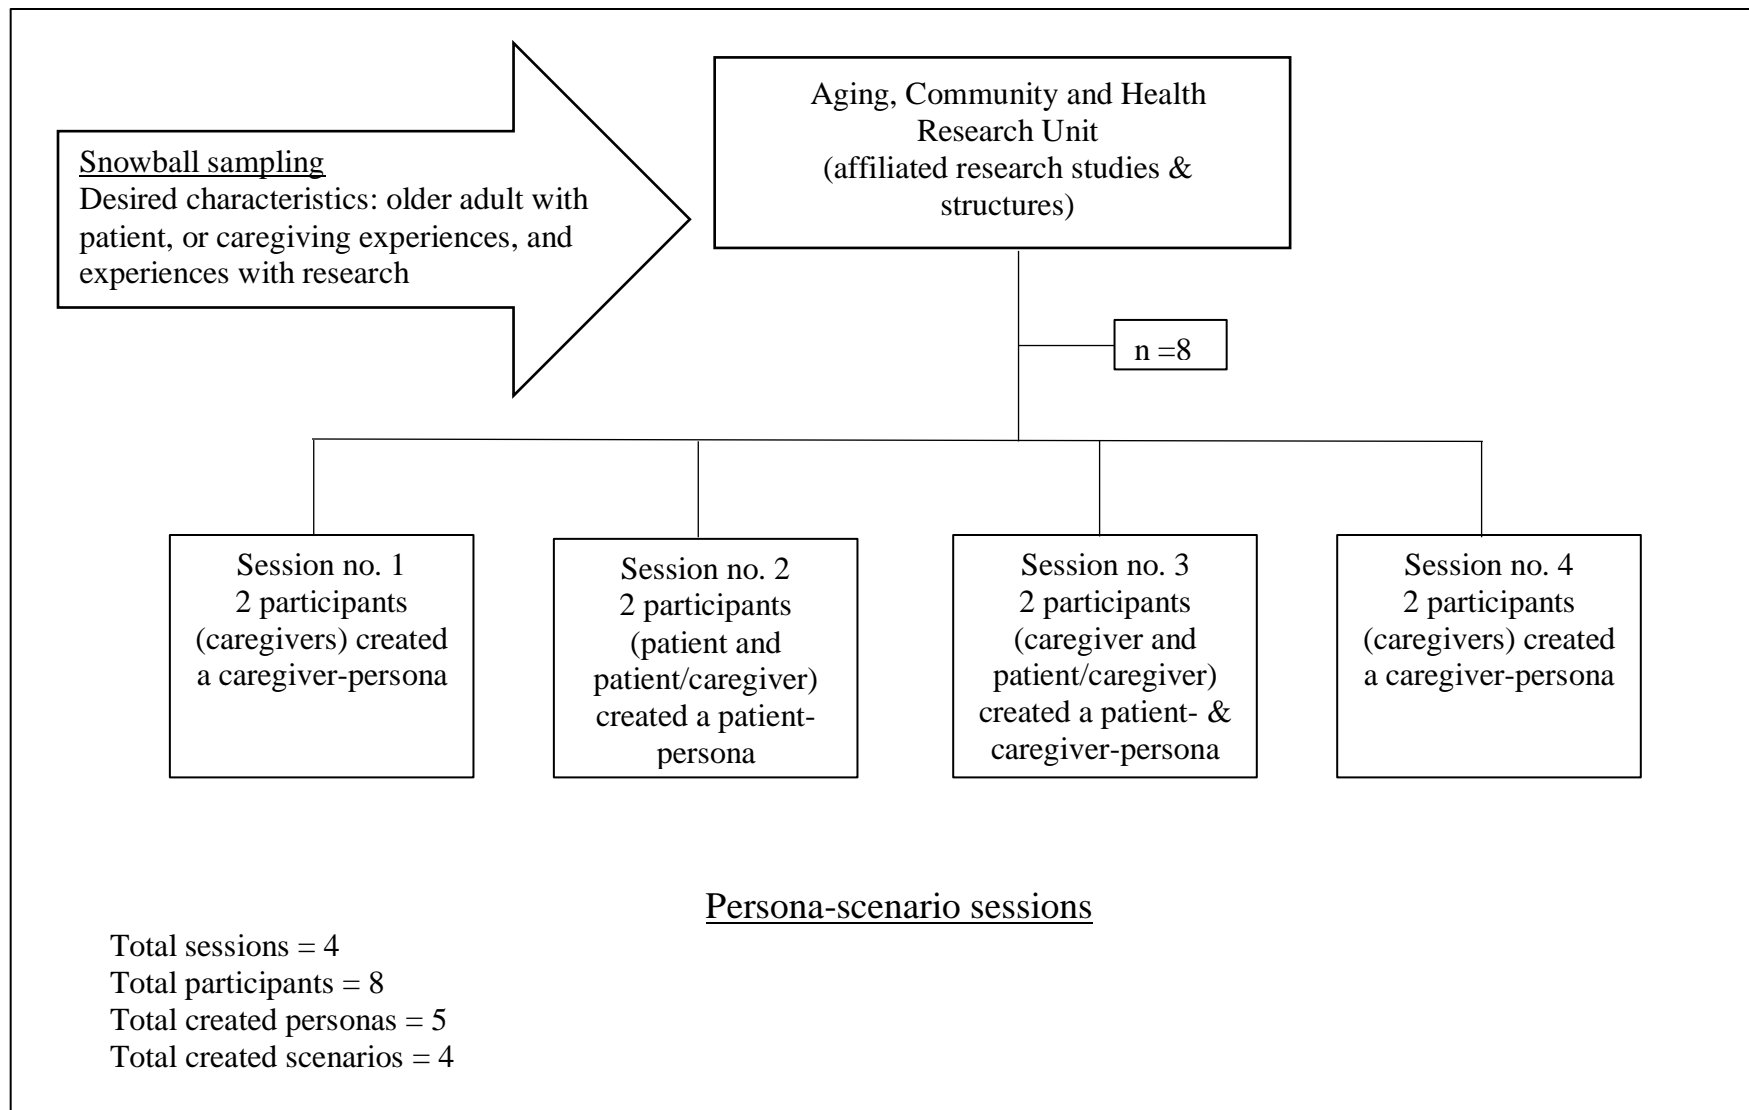 Snowball sampling
Desired characteristics: older adult with
patient, or caregiving experiences, and
experiences with research
Aging, Community and Health
Research Unit
(affiliated research studies &
structures)
n =8
Session no. 1
2 participants
(caregivers) created
a caregiver-persona
Session no. 2
2 participants
(patient and
patient/caregiver)
created a patient-
persona
Session no. 3
2 participants
(caregiver and
patient/caregiver)
created a patient- &
caregiver-persona
Session no. 4
2 participants
(caregivers) created
a caregiver-persona
Persona-scenario sessions
Total sessions = 4
Total participants = 8
Total created personas = 5
Total created scenarios = 4